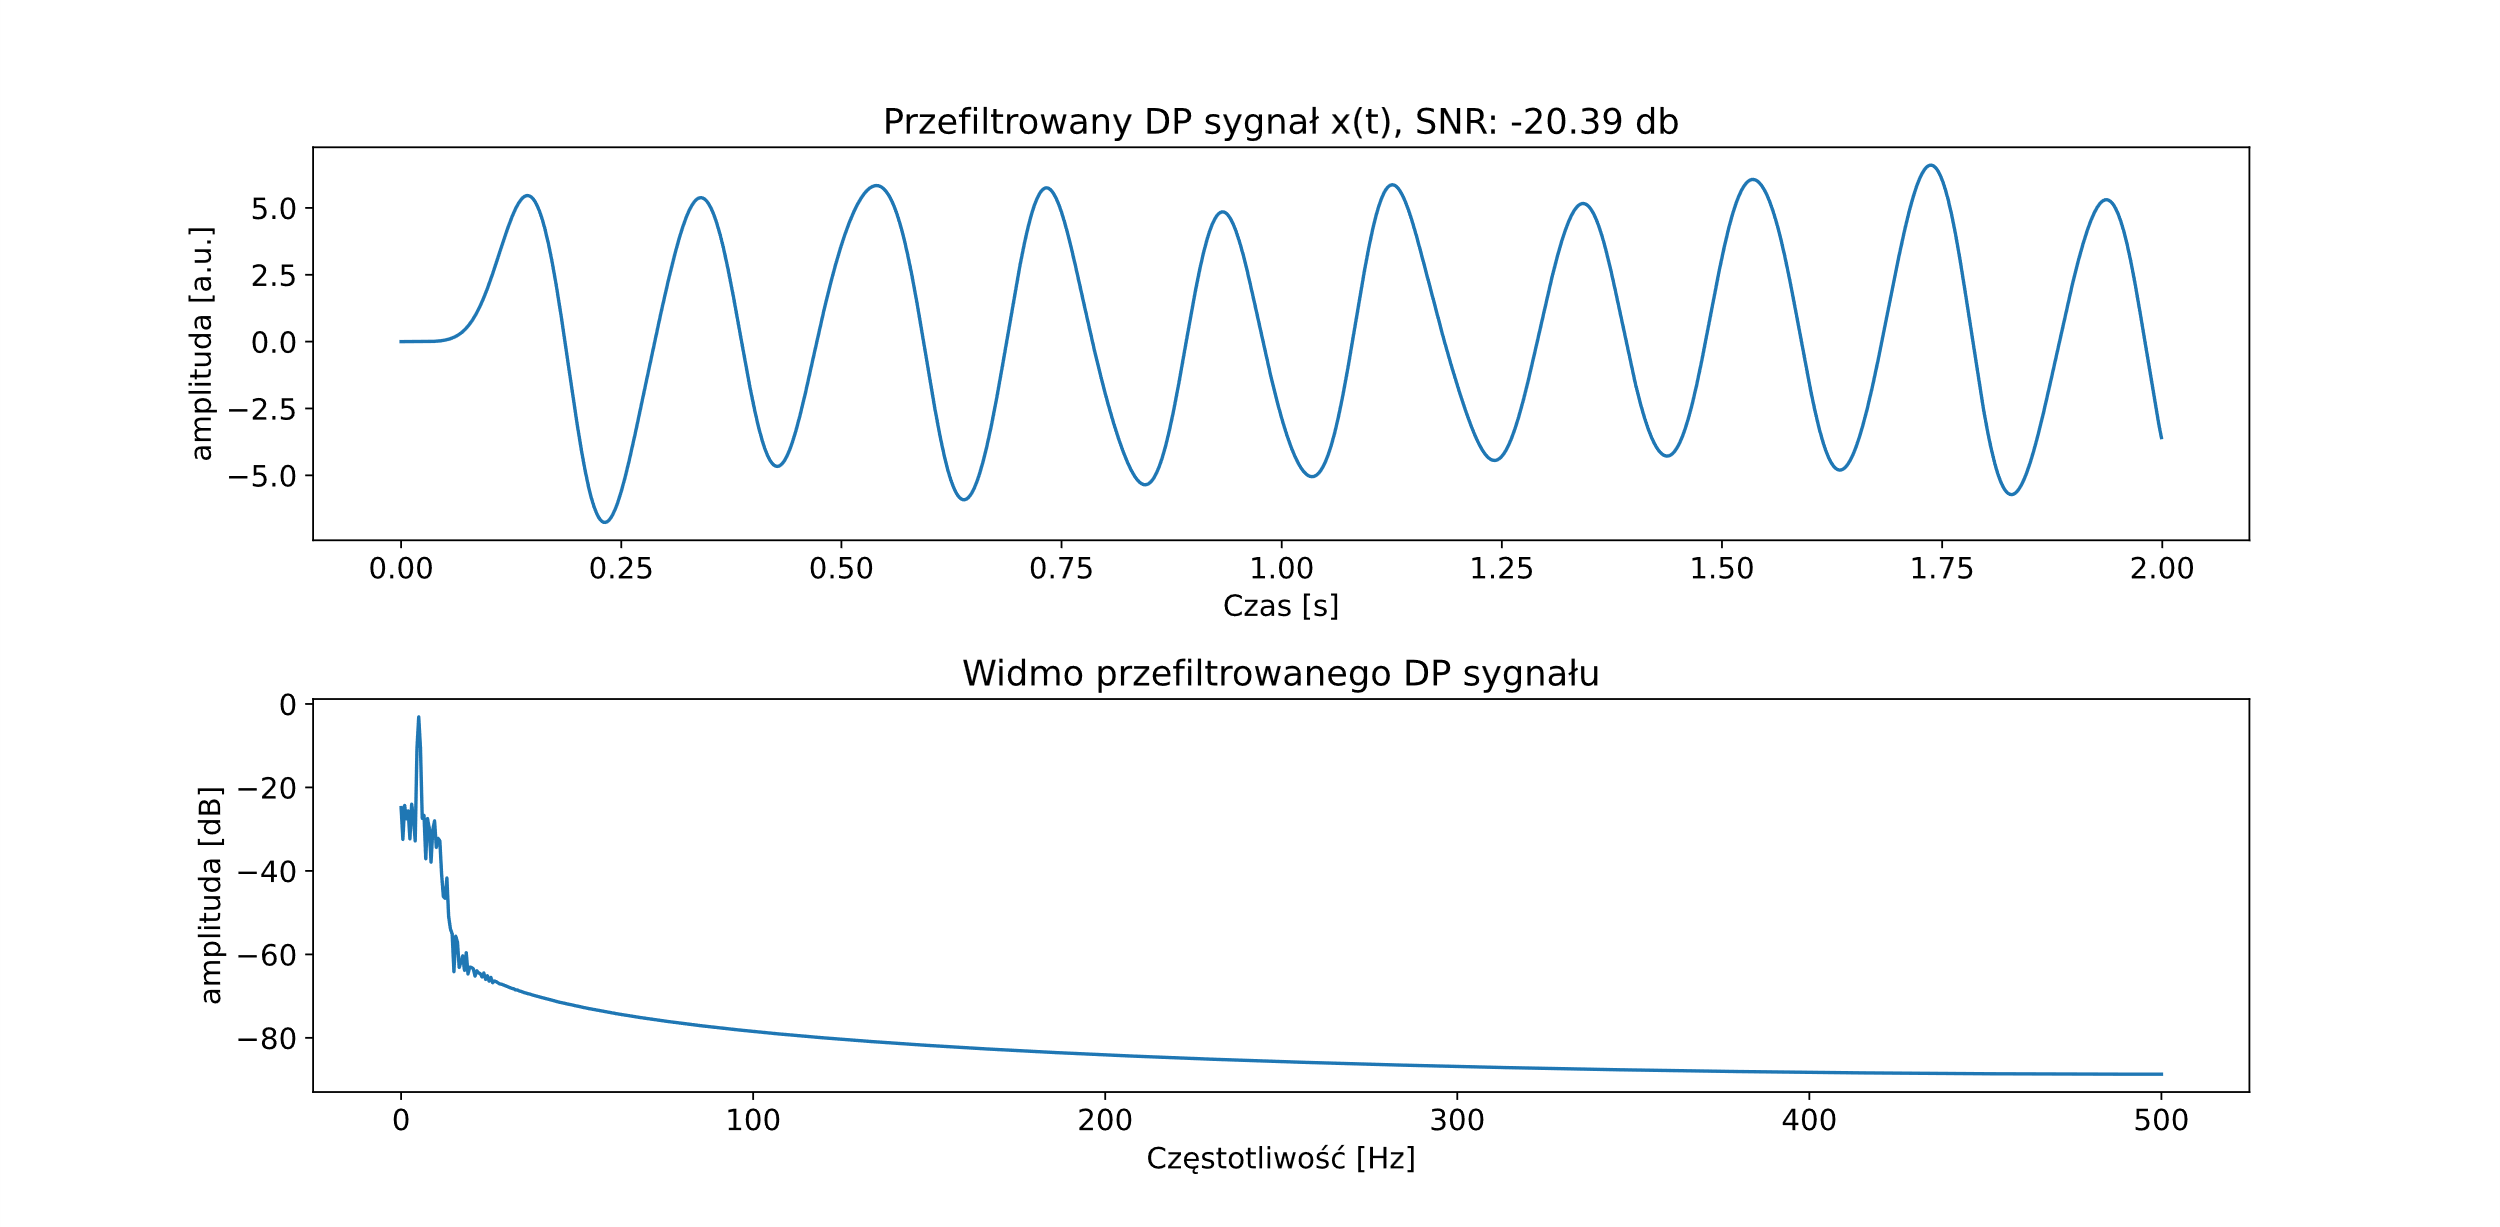 Przefiltrowany DP sygnał x(t), SNR: -20.39 db
amplituda [a.u.]
5.0
2.5
0.0
−2.5
−5.0
0.00 0.25 0.50 0.75 1.00 1.25 1.50 1.75 2.00
Czas [s]
Widmo przefiltrowanego DP sygnału
amplituda [dB]
0
−20
−40
−60
−80
0 100 200 300 400 500
Częstotliwość [Hz]